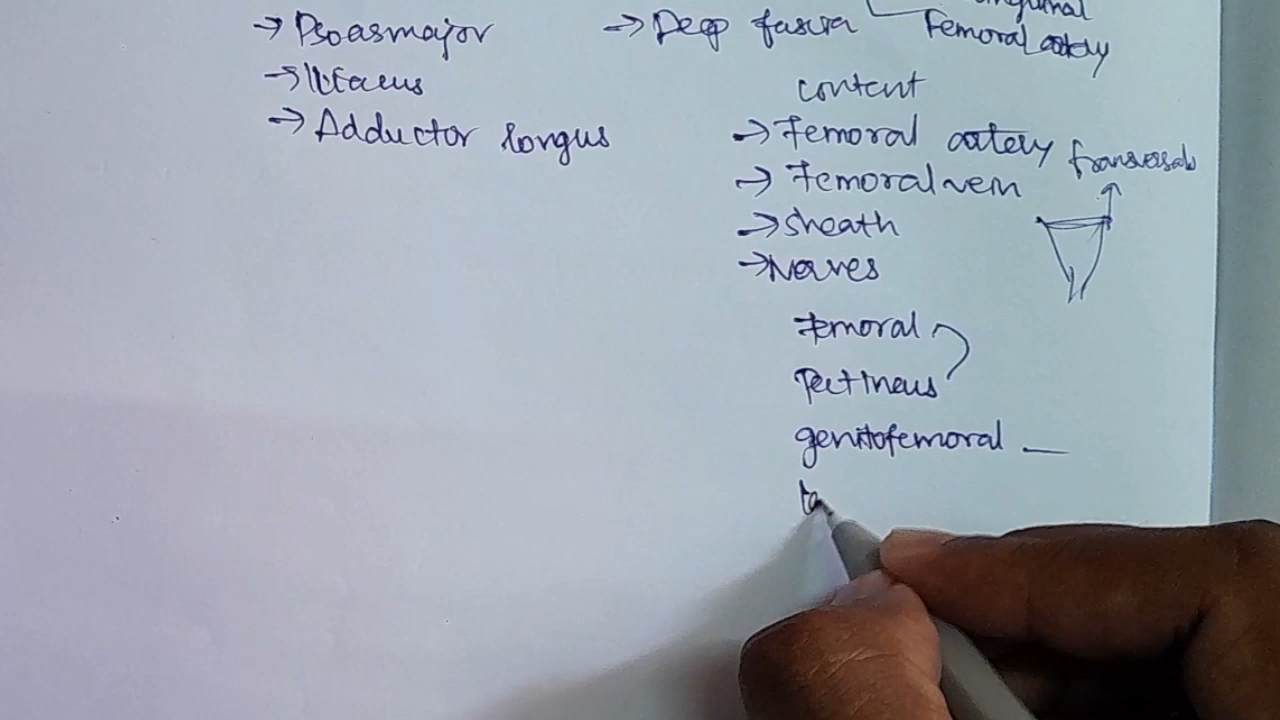 → Psoasmajor
→ Iliacus
→ Adductor longus
→ Deep fascia
Femoral artery
content
→ Femoral artery
→ Femoral vein
→ sheath
→ Nerves
Femoral
Pectineus
genitofemoral —